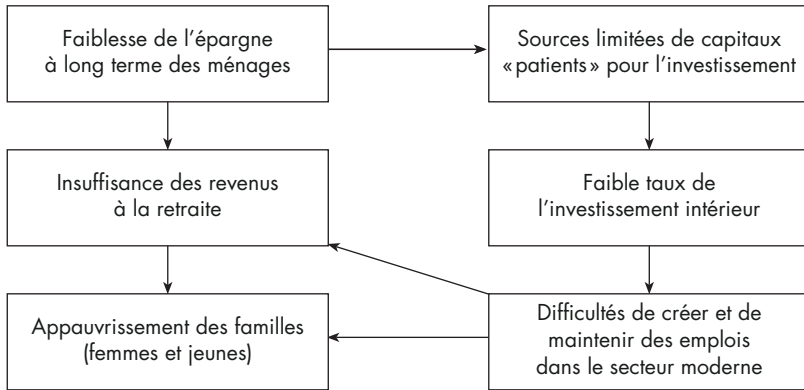 Faiblesse de l'épargne
à long terme des ménages
Sources limitées de capitaux
«patients» pour l'investissement
Insuffisance des revenus
à la retraite
Faible taux de
l'investissement intérieur
Appauvrissement des familles
(femmes et jeunes)
Difficultés de créer et de
maintenir des emplois
dans le secteur moderne